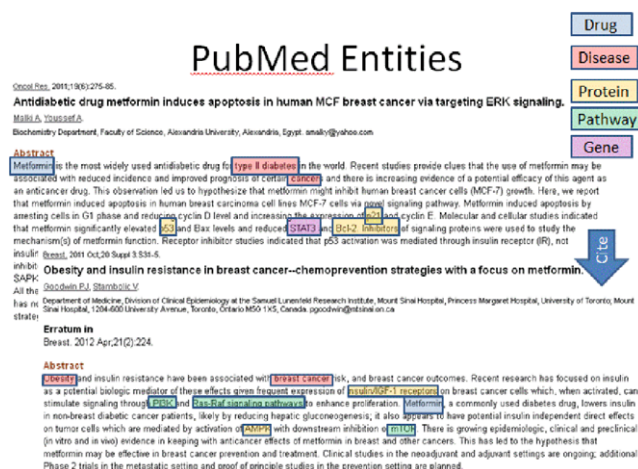 PubMed Entities
Drug
Disease
Protein
Pathway
Gene
Oncol Res. 2011;19(6):275-85.
Antidiabetic drug metformin induces apoptosis in human MCF breast cancer via targeting ERK signaling.
Malki A, Youssef A.
Biochemistry Department, Faculty of Science, Alexandria University, Alexandria, Egypt. amalky@yahoo.com
Abstract
Metformin is the most widely used antidiabetic drug for type II diabetes in the world. Recent studies provide clues that the use of metformin may be
associated with reduced incidence and improved prognosis of certain cancers and there is increasing evidence of a potential efficacy of this agent as
an anticancer drug. This observation led us to hypothesize that metformin might inhibit human breast cancer cells (MCF-7) growth. Here, we report
that metformin induced apoptosis in human breast carcinoma cell lines MCF-7 cells via novel signaling pathway. Metformin induced apoptosis by
arresting cells in G1 phase and reducing cyclin D level and increasing the expression of p21 and cyclin E. Molecular and cellular studies indicated
that metformin significantly elevated p53 and Bax levels and reduced STAT3 and Bcl-2. Inhibitors of signaling proteins were used to study the
mechanism(s) of metformin function. Receptor inhibitor studies indicated that p53 activation was mediated through insulin receptor (IR), not
insulin
inhibit
SAPK
All the
has no
strate
Cite
Breast. 2011 Oct;20 Suppl 3:S31-5.
Obesity and insulin resistance in breast cancer--chemoprevention strategies with a focus on metformin.
Goodwin PJ, Stambolic V.
Department of Medicine, Division of Clinical Epidemiology at the Samuel Lunenfeld Research Institute, Mount Sinai Hospital, Princess Margaret Hospital, University of Toronto, Mount
Sinai Hospital, 1204-600 University Avenue, Toronto, Ontario M5G 1X5, Canada. pgoodwin@mtsinai.on.ca
Erratum in
Breast. 2012 Apr;21(2):224.
Abstract
Obesity and insulin resistance have been associated with breast cancer risk, and breast cancer outcomes. Recent research has focused on insulin
as a potential biologic mediator of these effects given frequent expression of insulin/IGF-1 receptors on breast cancer cells which, when activated, can
stimulate signaling through PI3K and Ras-Raf signaling pathways to enhance proliferation. Metformin, a commonly used diabetes drug, lowers insulin
in non-breast diabetic cancer patients, likely by reducing hepatic gluconeogenesis; it also appears to have potential insulin independent direct effects
on tumor cells which are mediated by activation of AMPK with downstream inhibition of mTOR. There is growing epidemiologic, clinical and preclinical
(in vitro and in vivo) evidence in keeping with anticancer effects of metformin in breast and other cancers. This has led to the hypothesis that
metformin may be effective in breast cancer prevention and treatment. Clinical studies in the neoadjuvant and adjuvant settings are ongoing; additional
Phase 2 trials in the metastatic setting and proof of principle studies in the prevention setting are planned.